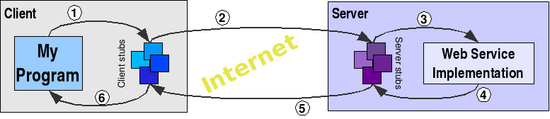 Client
Server
1
2
3
My
Program
Client stubs
Internet
Server stubs
Web Service
Implementation
6
5
4